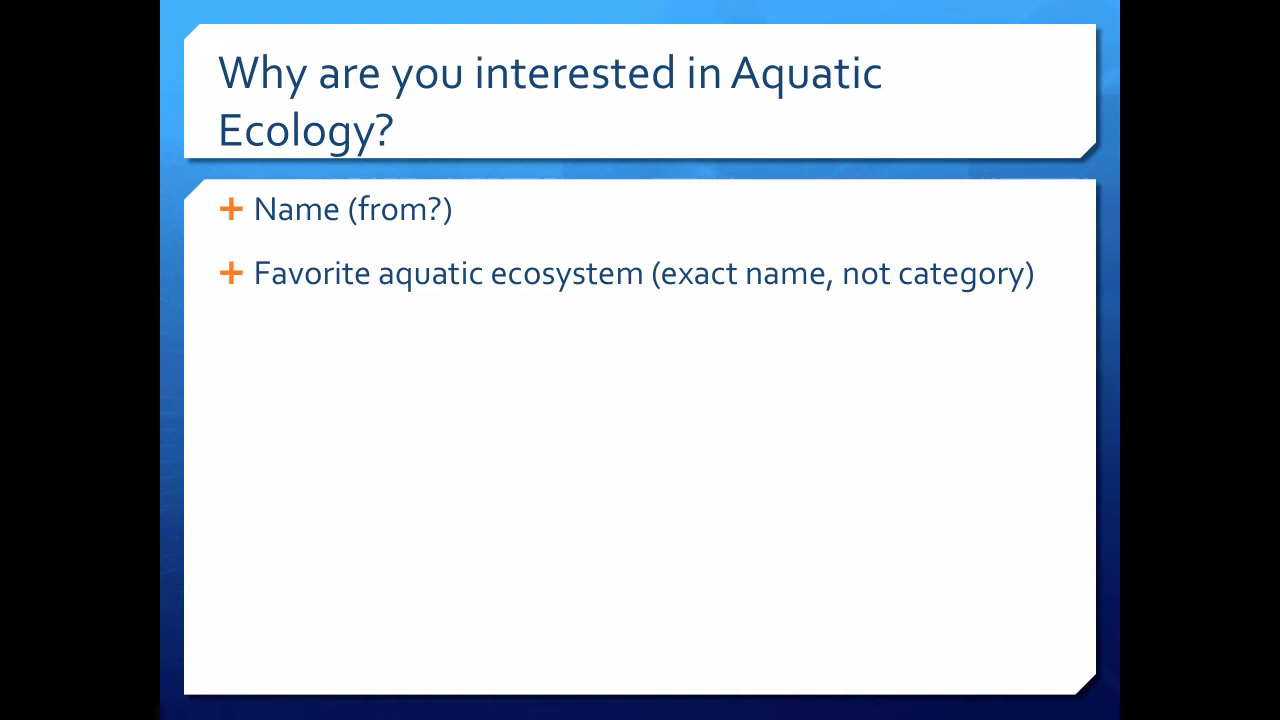 Why are you interested in Aquatic
Ecology?
+ Name (from?)
+ Favorite aquatic ecosystem (exact name, not category)